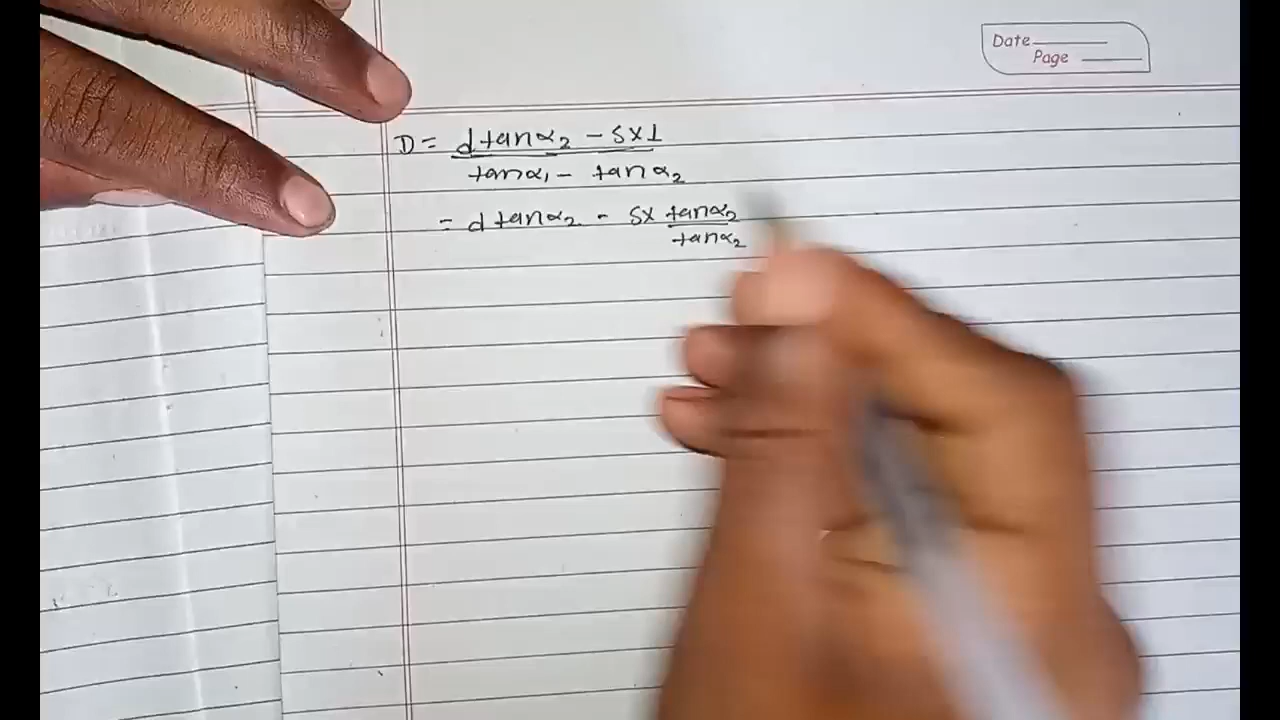 Date
Page
D = d tanα2 - S×1
tanα1 - tanα2
= d tanα2 - S× tanα2
tanα2